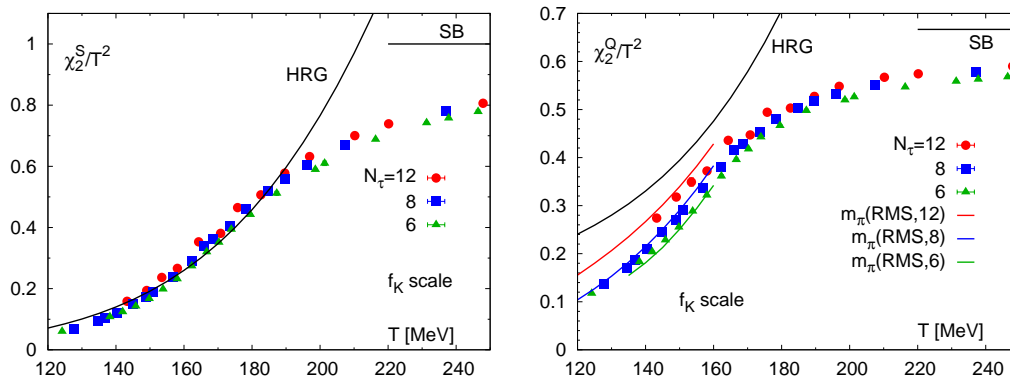 1
0.8
0.6
0.4
0.2
0
χ₂ˢ/T²
SB
HRG
Nτ=12
8
6
f_K scale
T [MeV]
120 140 160 180 200 220 240
0.7
0.6
0.5
0.4
0.3
0.2
0.1
0
χ₂^Q/T²
SB
HRG
Nτ=12
8
6
mπ(RMS,12)
mπ(RMS,8)
mπ(RMS,6)
f_K scale
T [MeV]
120 140 160 180 200 220 240